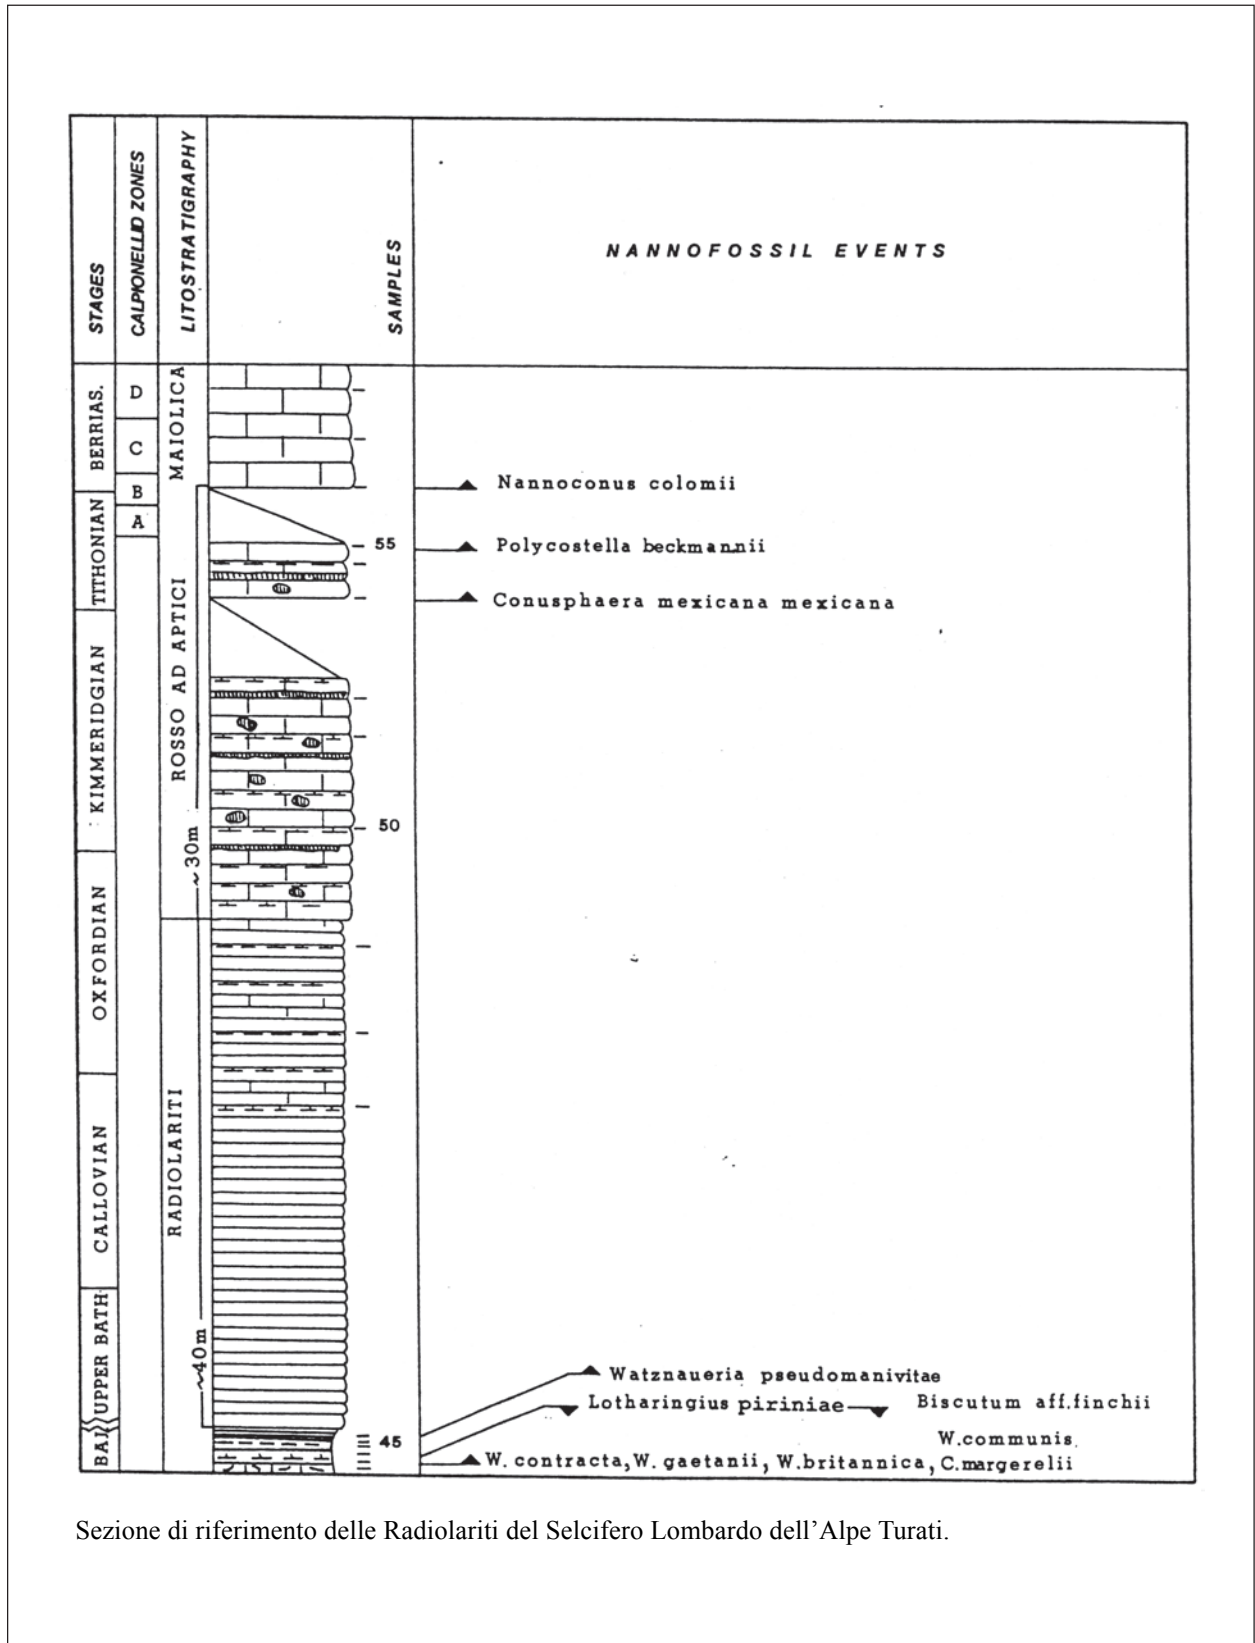 STAGES
CALPIONELLID ZONES
LITOSTRATIGRAPHY
SAMPLES
NANNOFOSSIL EVENTS
BERRIAS.
TITHONIAN
KIMMERIDGIAN
OXFORDIAN
CALLOVIAN
UPPER BATH
BAJ
D
C
B
A
MAIOLICA
ROSSO AD APTICI
RADIOLARITI
~30m
~40m
55
50
45
Nannoconus colomii
Polycostella beckmannii
Conusphaera mexicana mexicana
Watznaueria pseudomanivitae
Lotharingius piriniae Biscutum aff.finchii
W.communis
W. contracta, W. gaetanii, W.britannica, C.margerelii
Sezione di riferimento delle Radiolariti del Selcifero Lombardo dell'Alpe Turati.